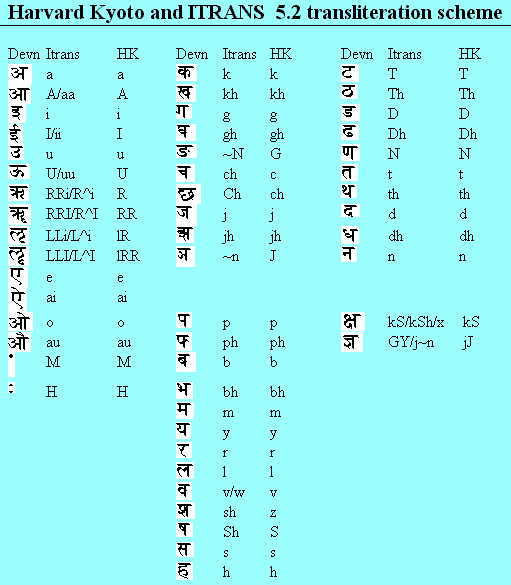 Harvard Kyoto and ITRANS 5.2 transliteration scheme
Devn Itrans HK Devn Itrans HK Devn Itrans HK
अ a a क k k ट T T
आ A/aa A ख kh kh ठ Th Th
इ i i ग g g ड D D
ई I/ii I घ gh gh ढ Dh Dh
उ u u ङ ~N G ण N N
ऊ U/uu U च ch c त t t
ऋ RRi/R^i R छ Ch ch थ th th
ॠ RRI/R^I RR ज j j द d d
ऌ LLi/L^i lR झ jh jh ध dh dh
ॡ LLI/L^I lRR ञ ~n J न n n
ए e e
ऐ ai ai
ओ o o प p p क्ष kS/kSh/x kS
औ au au फ ph ph ज्ञ GY/j~n jJ
ं M M ब b b
ः H H भ bh bh
म m m
य y y
र r r
ल l l
व v/w v
श sh z
ष Sh S
स s s
ह h h